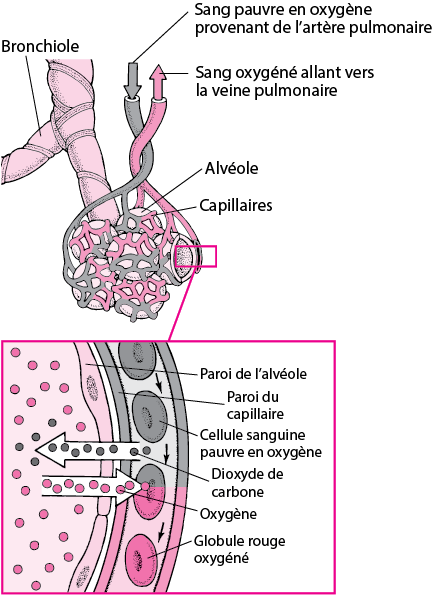 Sang pauvre en oxygène
provenant de l'artère pulmonaire
Bronchiole
Sang oxygéné allant vers
la veine pulmonaire
Alvéole
Capillaires
Paroi de l'alvéole
Paroi du
capillaire
Cellule sanguine
pauvre en oxygène
Dioxyde de
carbone
Oxygène
Globule rouge
oxygéné